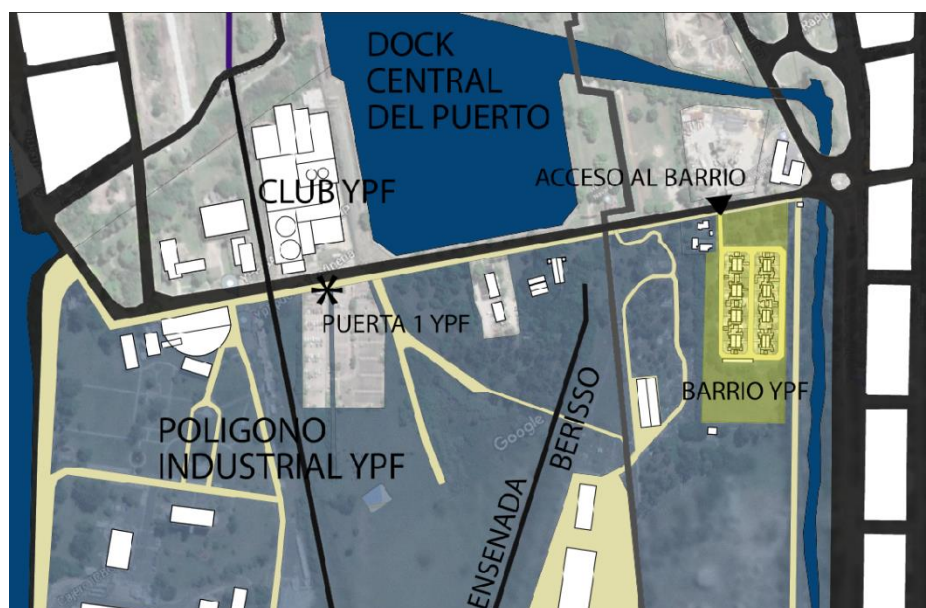 DOCK
CENTRAL
DEL PUERTO
CLUB YPF
ACCESO AL BARRIO
PUERTA 1 YPF
BARRIO YPF
POLIGONO
INDUSTRIAL YPF
Google
ENSENADA
BERISSO